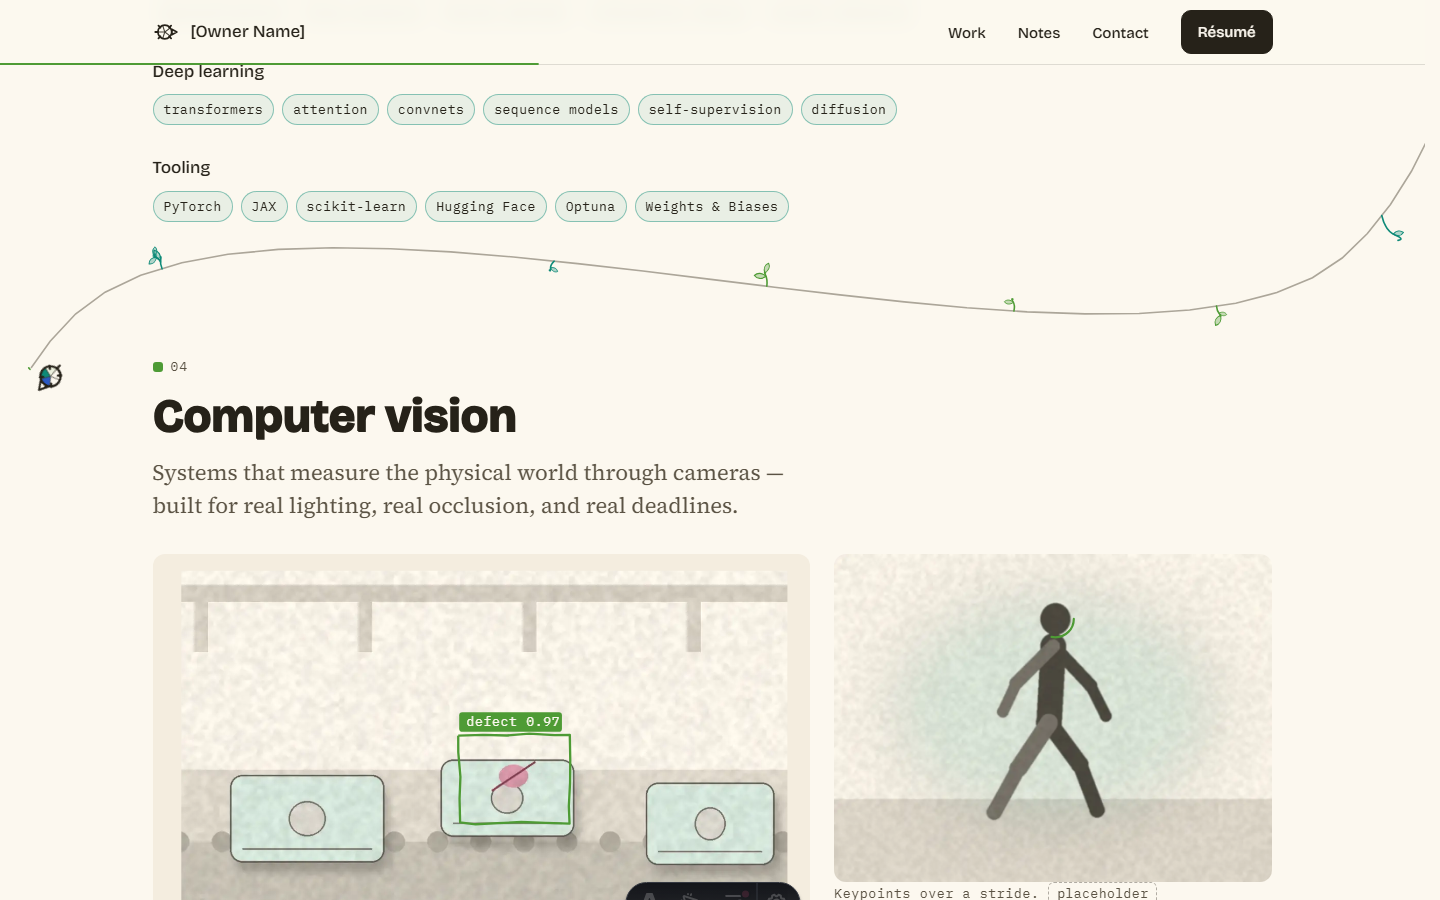 [Owner Name]
Work
Notes
Contact
Résumé
Deep learning
transformers
attention
convnets
sequence models
self-supervision
diffusion
Tooling
PyTorch
JAX
scikit-learn
Hugging Face
Optuna
Weights & Biases
04
Computer vision
Systems that measure the physical world through cameras —
built for real lighting, real occlusion, and real deadlines.
defect 0.97
Keypoints over a stride. placeholder